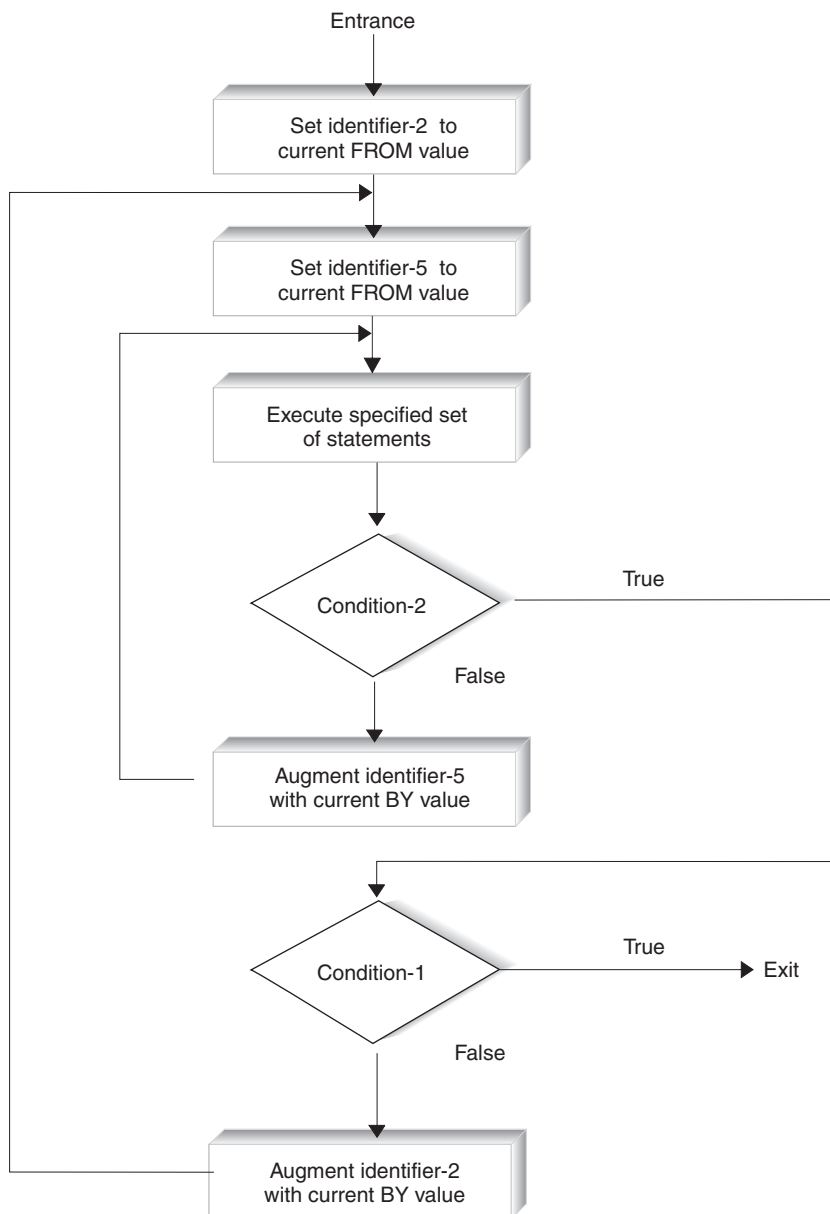 Entrance
Set identifier-2 to
current FROM value
Set identifier-5 to
current FROM value
Execute specified set
of statements
Condition-2
True
False
Augment identifier-5
with current BY value
Condition-1
True
Exit
False
Augment identifier-2
with current BY value